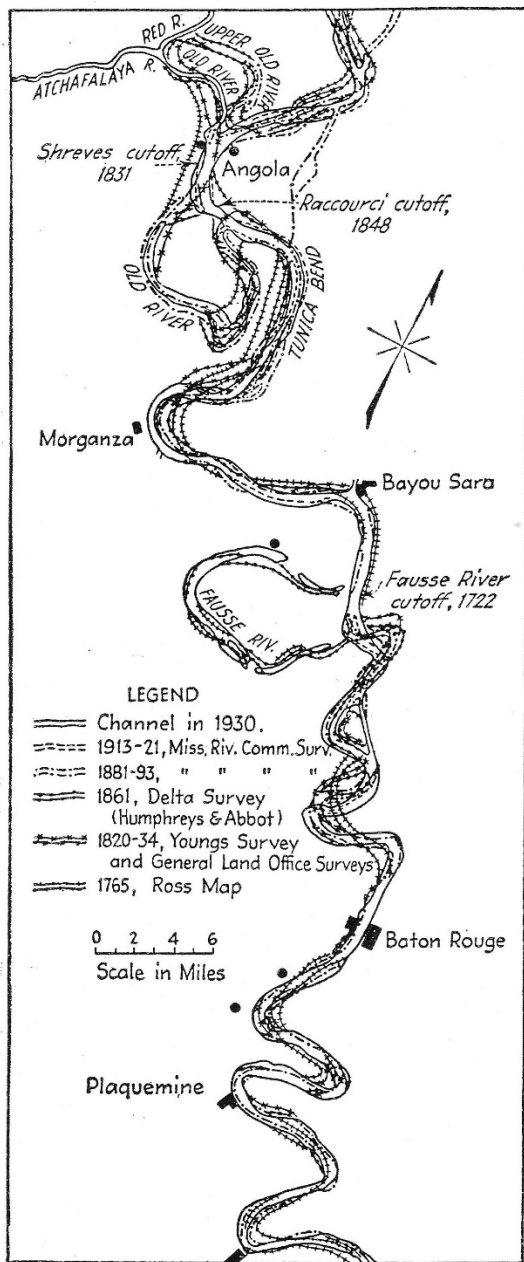 RED R.
UPPER OLD RIVER
OLD RIVER
ATCHAFALAYA R.
Shreves cutoff,
1831
Angola
Raccourci cutoff,
1848
OLD RIVER
TUNICA BEND
Morganza
Bayou Sara
Fausse River
cutoff, 1722
FAUSSE RIV.
LEGEND
Channel in 1930.
1913-21, Miss. Riv. Comm. Surv.
1881-93, " " " "
1861, Delta Survey
(Humphreys & Abbot)
1820-34, Youngs Survey
and General Land Office Surveys
1765, Ross Map
0 2 4 6
Scale in Miles
Baton Rouge
Plaquemine